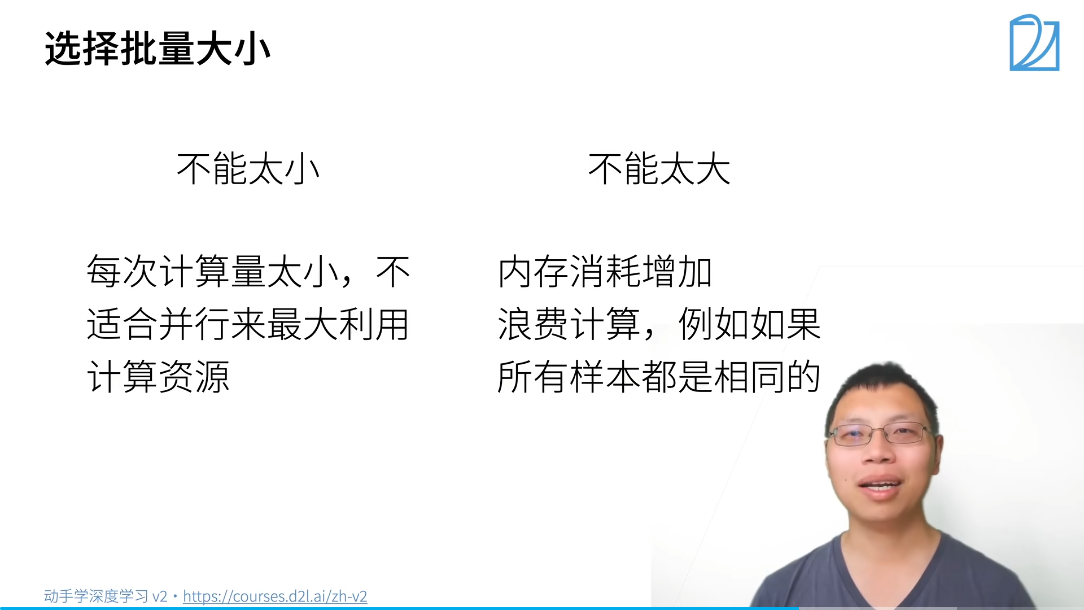 选择批量大小
不能太小
每次计算量太小，不
适合并行来最大利用
计算资源
不能太大
内存消耗增加
浪费计算，例如如果
所有样本都是相同的
动手学深度学习 v2 · https://courses.d2l.ai/zh-v2